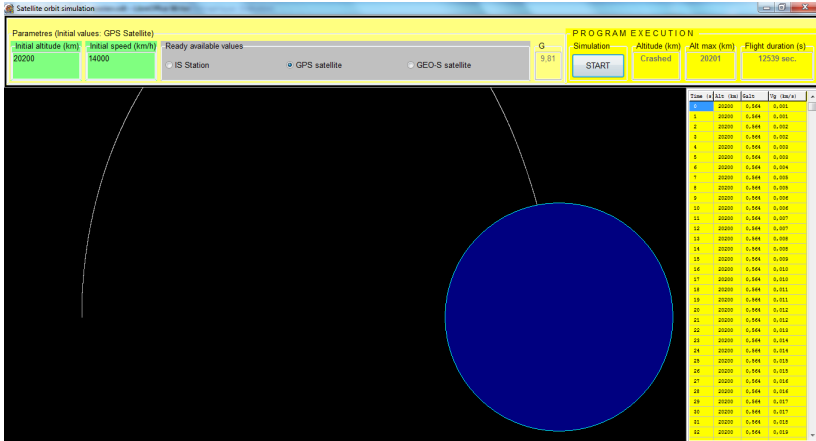 Satellite orbit simulation
Parametres (Initial values: GPS Satellite)
PROGRAM EXECUTION
Initial altitude (km) Initial speed (km/h) Ready available values G Simulation Altitude (km) Alt max (km) Flight duration (s)
20200 14000 IS Station GPS satellite GEO-S satellite 9,81 START Crashed 20201 12539 sec.
Time (s Alt (km) Galt Vg (km/s)
0 20200 0,564 0,001
1 20200 0,564 0,001
2 20200 0,564 0,002
3 20200 0,564 0,002
4 20200 0,564 0,003
5 20200 0,564 0,003
6 20200 0,564 0,004
7 20200 0,564 0,005
8 20200 0,564 0,005
9 20200 0,564 0,006
10 20200 0,564 0,006
11 20200 0,564 0,007
12 20200 0,564 0,007
13 20200 0,564 0,008
14 20200 0,564 0,008
15 20200 0,564 0,009
16 20200 0,564 0,010
17 20200 0,564 0,010
18 20200 0,564 0,011
19 20200 0,564 0,011
20 20200 0,564 0,012
21 20200 0,564 0,012
22 20200 0,564 0,013
23 20200 0,564 0,014
24 20200 0,564 0,014
25 20200 0,564 0,015
26 20200 0,564 0,015
27 20200 0,564 0,016
28 20200 0,564 0,016
29 20200 0,564 0,017
30 20200 0,564 0,017
31 20200 0,564 0,018
32 20200 0,564 0,019